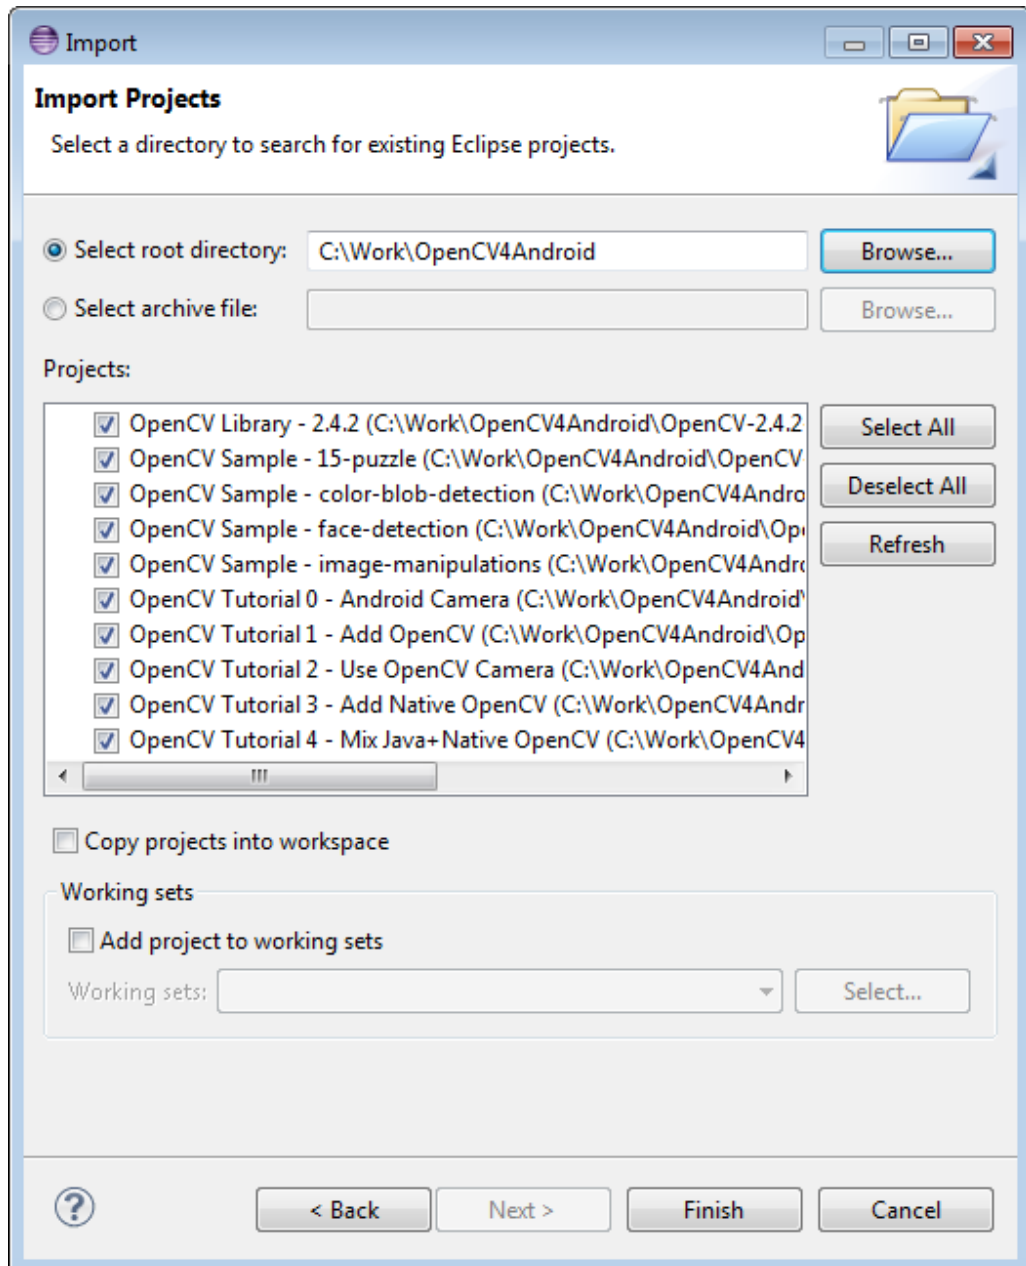 Import
Import Projects
Select a directory to search for existing Eclipse projects.
Select root directory: C:\Work\OpenCV4Android Browse...
Select archive file: Browse...
Projects:
OpenCV Library - 2.4.2 (C:\Work\OpenCV4Android\OpenCV-2.4.2
OpenCV Sample - 15-puzzle (C:\Work\OpenCV4Android\OpenCV
OpenCV Sample - color-blob-detection (C:\Work\OpenCV4Andro
OpenCV Sample - face-detection (C:\Work\OpenCV4Android\Op
OpenCV Sample - image-manipulations (C:\Work\OpenCV4Andr
OpenCV Tutorial 0 - Android Camera (C:\Work\OpenCV4Android
OpenCV Tutorial 1 - Add OpenCV (C:\Work\OpenCV4Android\Op
OpenCV Tutorial 2 - Use OpenCV Camera (C:\Work\OpenCV4And
OpenCV Tutorial 3 - Add Native OpenCV (C:\Work\OpenCV4Andr
OpenCV Tutorial 4 - Mix Java+Native OpenCV (C:\Work\OpenCV4
Select All
Deselect All
Refresh
Copy projects into workspace
Working sets
Add project to working sets
Working sets: Select...
? < Back Next > Finish Cancel